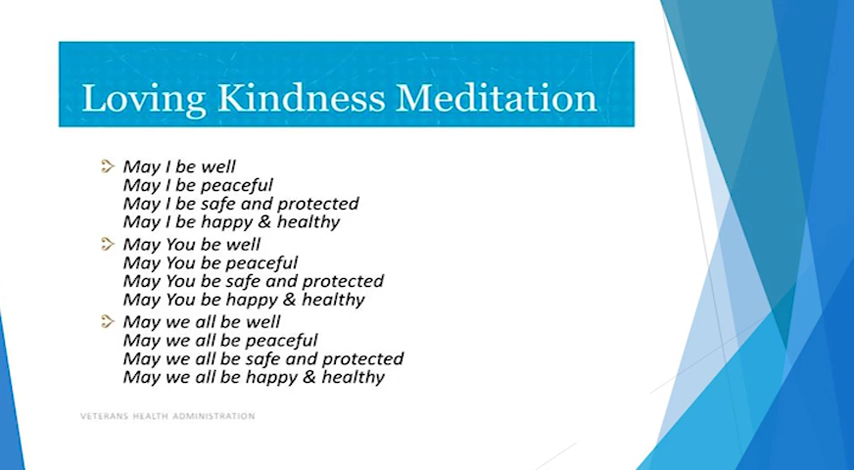 Loving Kindness Meditation
May I be well
May I be peaceful
May I be safe and protected
May I be happy & healthy
May You be well
May You be peaceful
May You be safe and protected
May You be happy & healthy
May we all be well
May we all be peaceful
May we all be safe and protected
May we all be happy & healthy
VETERANS HEALTH ADMINISTRATION